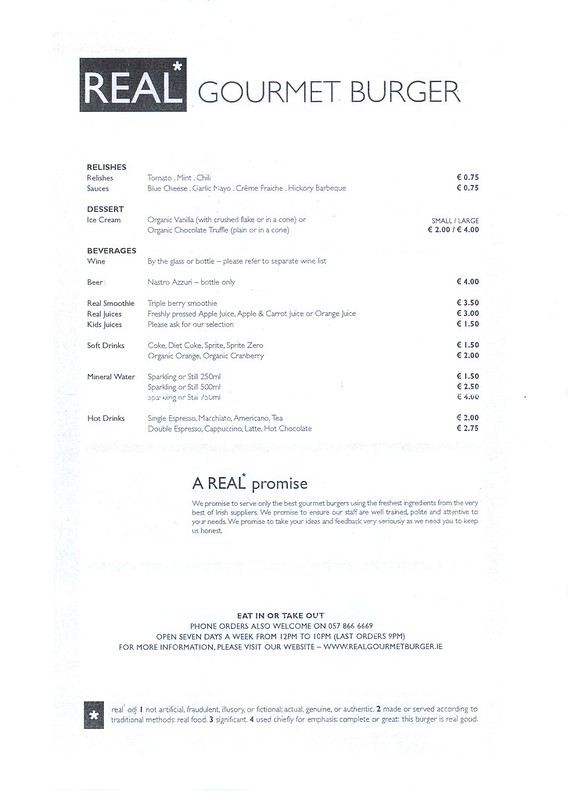 REAL* GOURMET BURGER
RELISHES
Relishes Tomato . Mint . Chili € 0.75
Sauces Blue Cheese . Garlic Mayo . Crème Fraiche . Hickory Barbeque € 0.75
DESSERT
Ice Cream Organic Vanilla (with crushed flake or in a cone) or SMALL / LARGE
Organic Chocolate Truffle (plain or in a cone) € 2.00 / € 4.00
BEVERAGES
Wine By the glass or bottle – please refer to separate wine list
Beer Nastro Azzuri – bottle only € 4.00
Real Smoothie Triple berry smoothie € 3.50
Real Juices Freshly pressed Apple Juice, Apple & Carrot Juice or Orange Juice € 3.00
Kids Juices Please ask for our selection € 1.50
Soft Drinks Coke, Diet Coke, Sprite, Sprite Zero € 1.50
Organic Orange, Organic Cranberry € 2.00
Mineral Water Sparkling or Still 250ml € 1.50
Sparkling or Still 500ml € 2.50
Sparkling or Still 750ml € 4.00
Hot Drinks Single Espresso, Macchiato, Americano, Tea € 2.00
Double Espresso, Cappuccino, Latte, Hot Chocolate € 2.75
A REAL* promise
We promise to serve only the best gourmet burgers using the freshest ingredients from the very
best of Irish suppliers. We promise to ensure our staff are well trained, polite and attentive to
your needs. We promise to take your ideas and feedback very seriously as we need you to keep
us honest.
EAT IN OR TAKE OUT
PHONE ORDERS ALSO WELCOME ON 057 866 6669
OPEN SEVEN DAYS A WEEK FROM 12PM TO 10PM (LAST ORDERS 9PM)
FOR MORE INFORMATION, PLEASE VISIT OUR WEBSITE – WWW.REALGOURMETBURGER.IE
* real* adj 1 not artificial, fraudulent, illusory, or fictional; actual, genuine, or authentic. 2 made or served according to
traditional methods: real food. 3 significant. 4 used chiefly for emphasis: complete or great: this burger is real good.